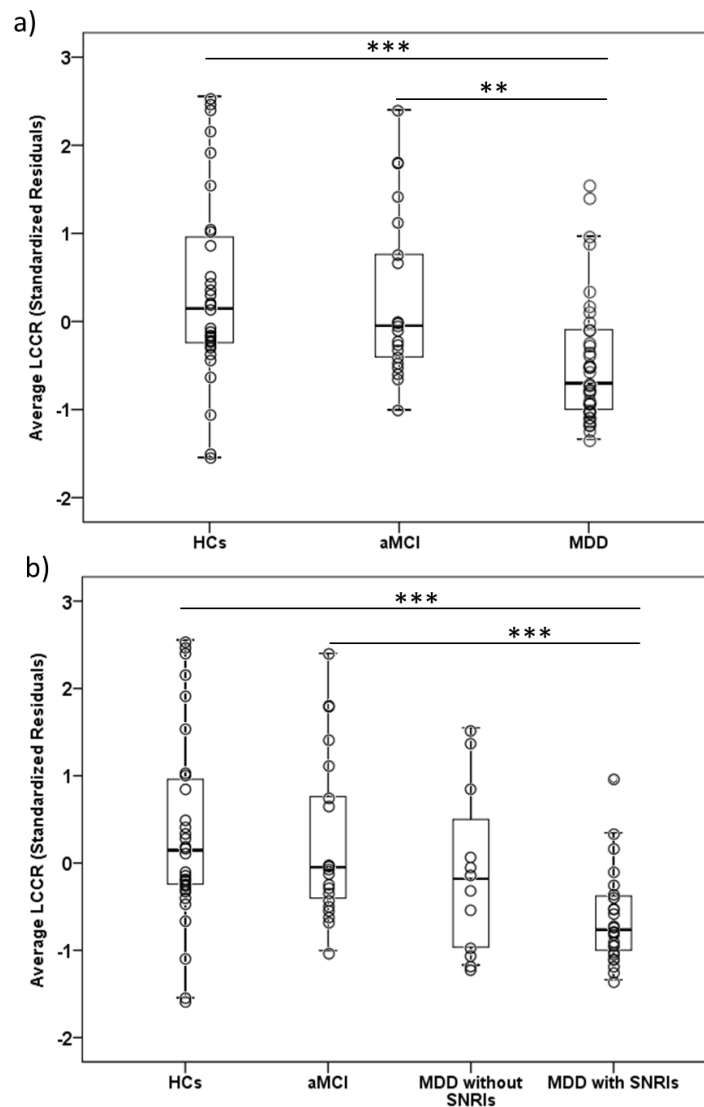 a)
Average LCCR (Standardized Residuals)
3
2
1
0
-1
-2
***
**
HCs
aMCI
MDD
b)
Average LCCR (Standardized Residuals)
3
2
1
0
-1
-2
***
***
HCs
aMCI
MDD without
SNRIs
MDD with SNRIs